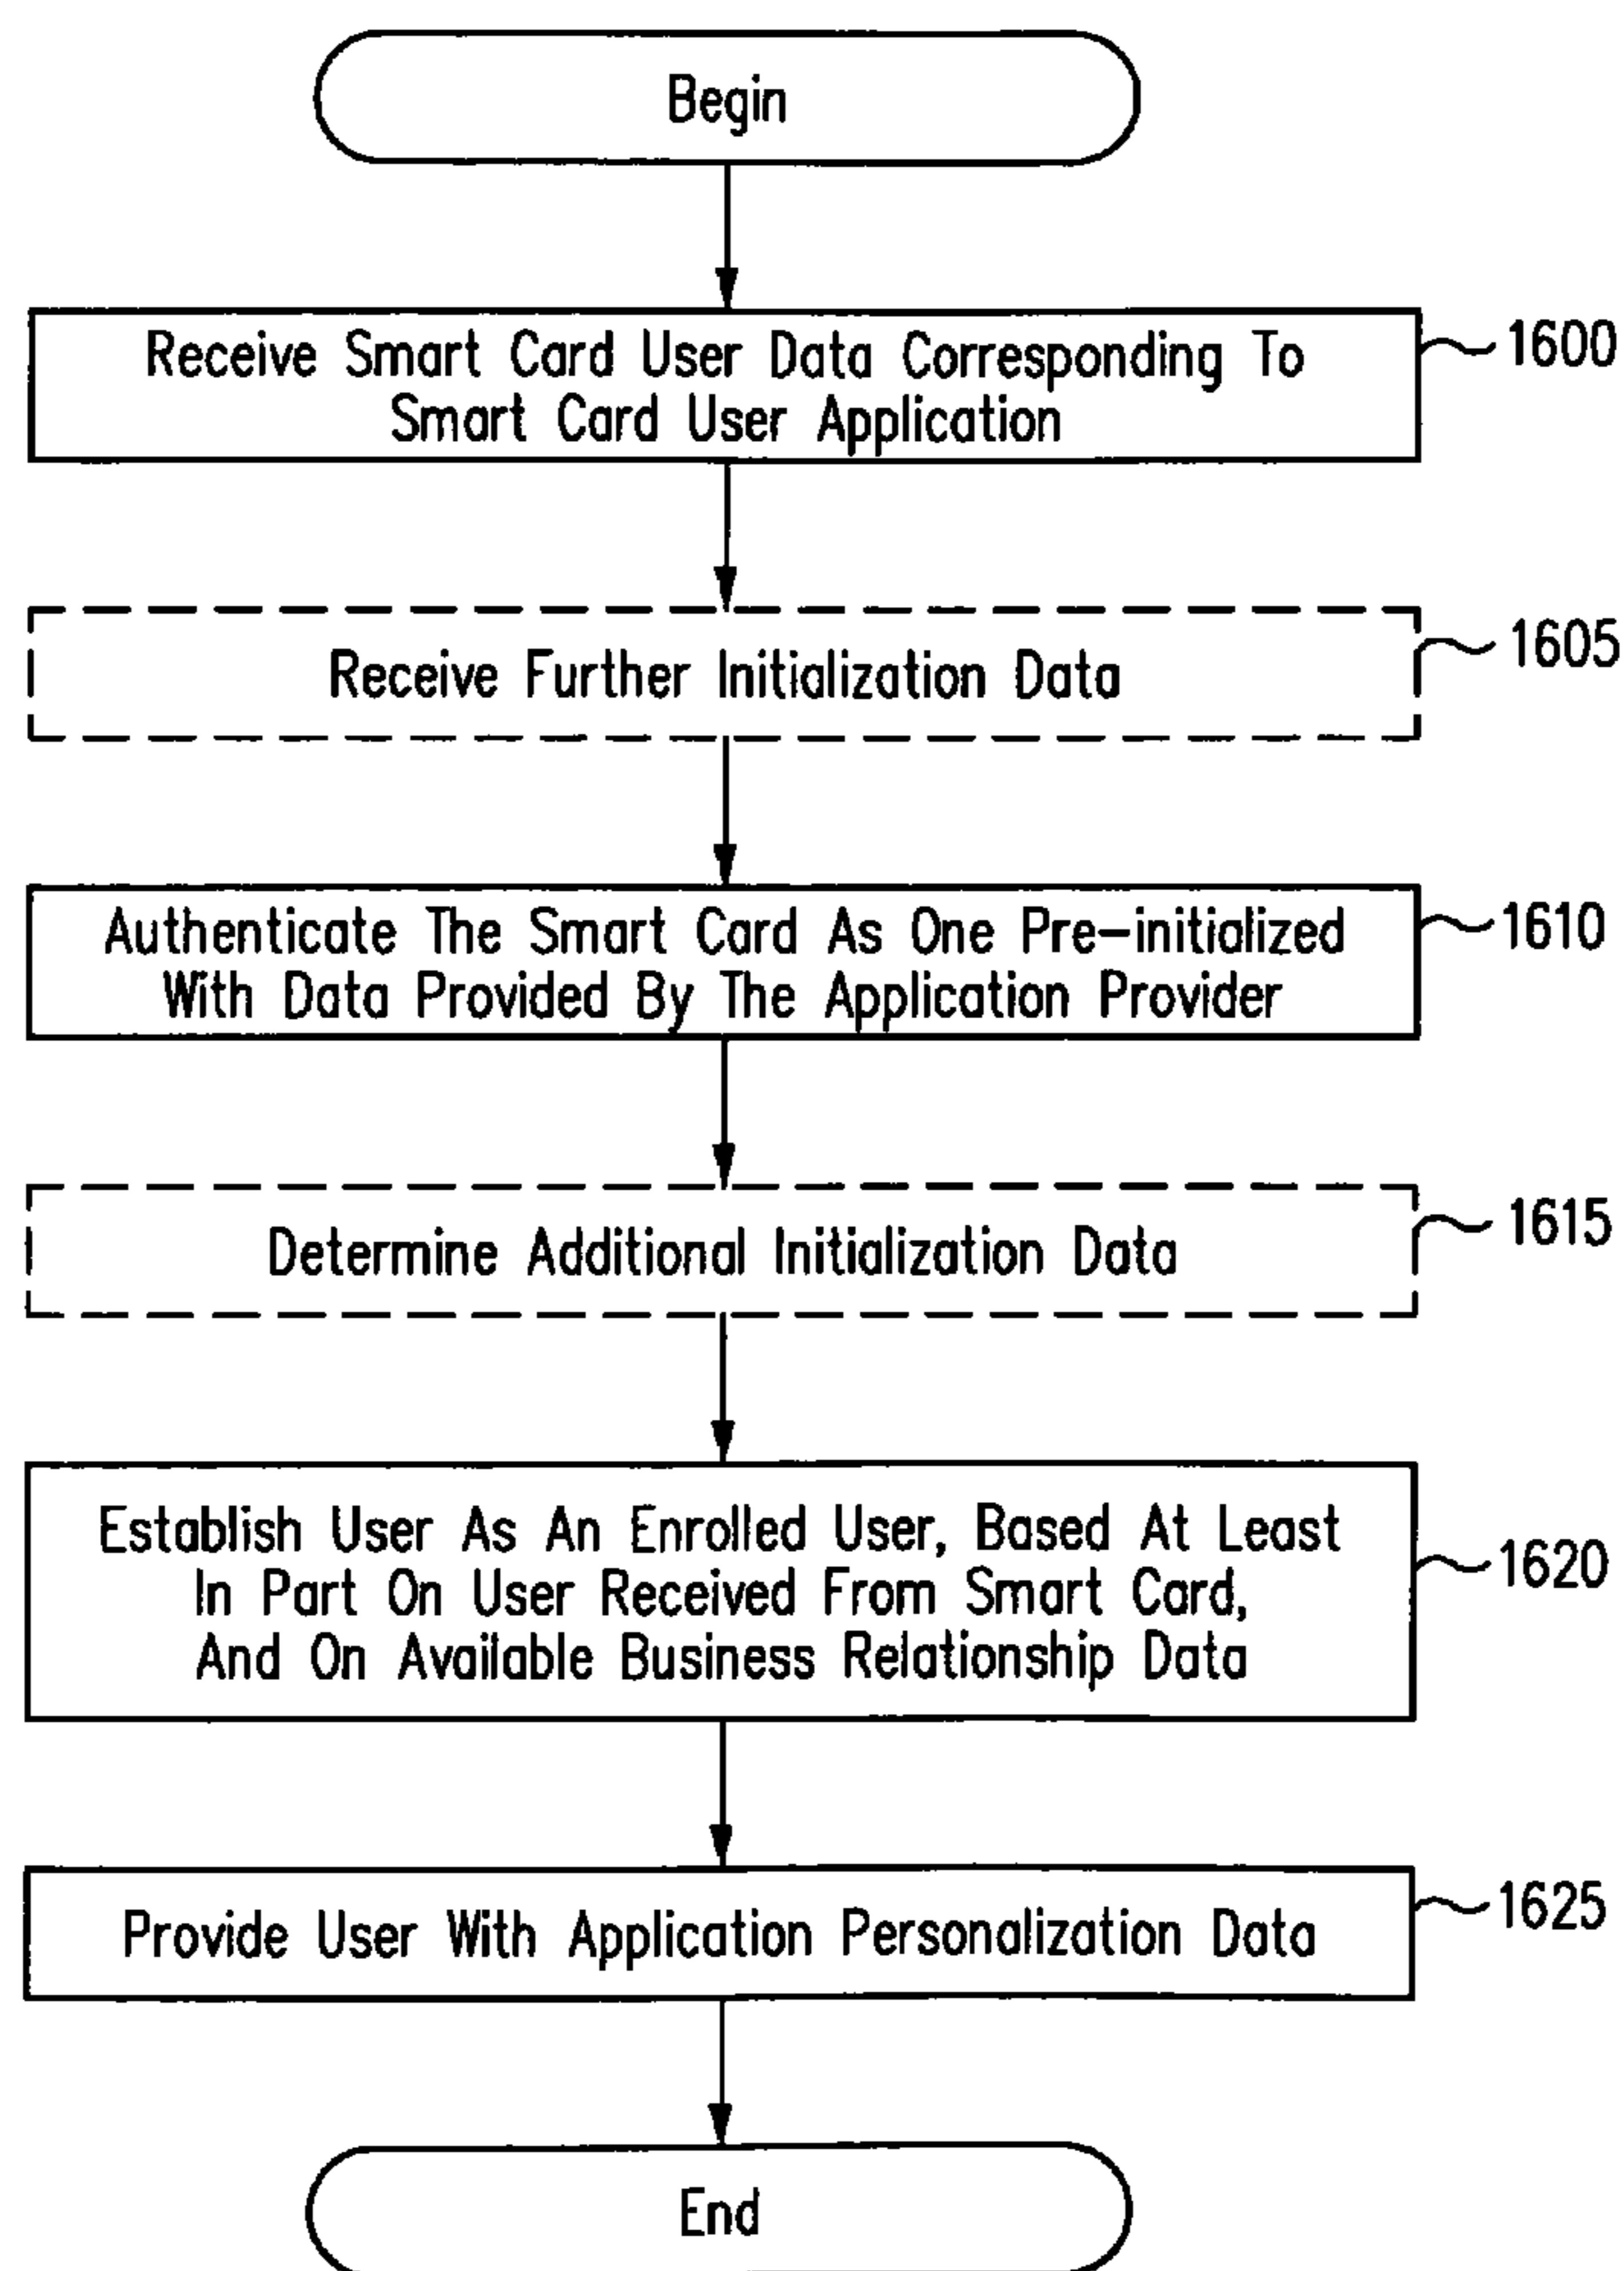 Begin
Receive Smart Card User Data Corresponding To
Smart Card User Application
1600
Receive Further Initialization Data
1605
Authenticate The Smart Card As One Pre-initialized
With Data Provided By The Application Provider
1610
Determine Additional Initialization Data
1615
Establish User As An Enrolled User, Based At Least
In Part On User Received From Smart Card,
And On Available Business Relationship Data
1620
Provide User With Application Personalization Data
1625
End